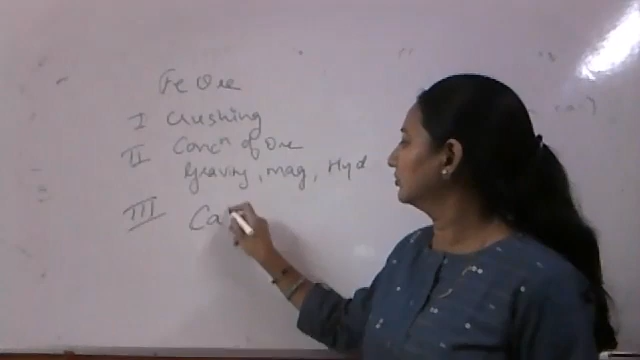 Fe Ore
I Crushing
II Concn of Ore
Gravity, mag, Hyd
III Ca